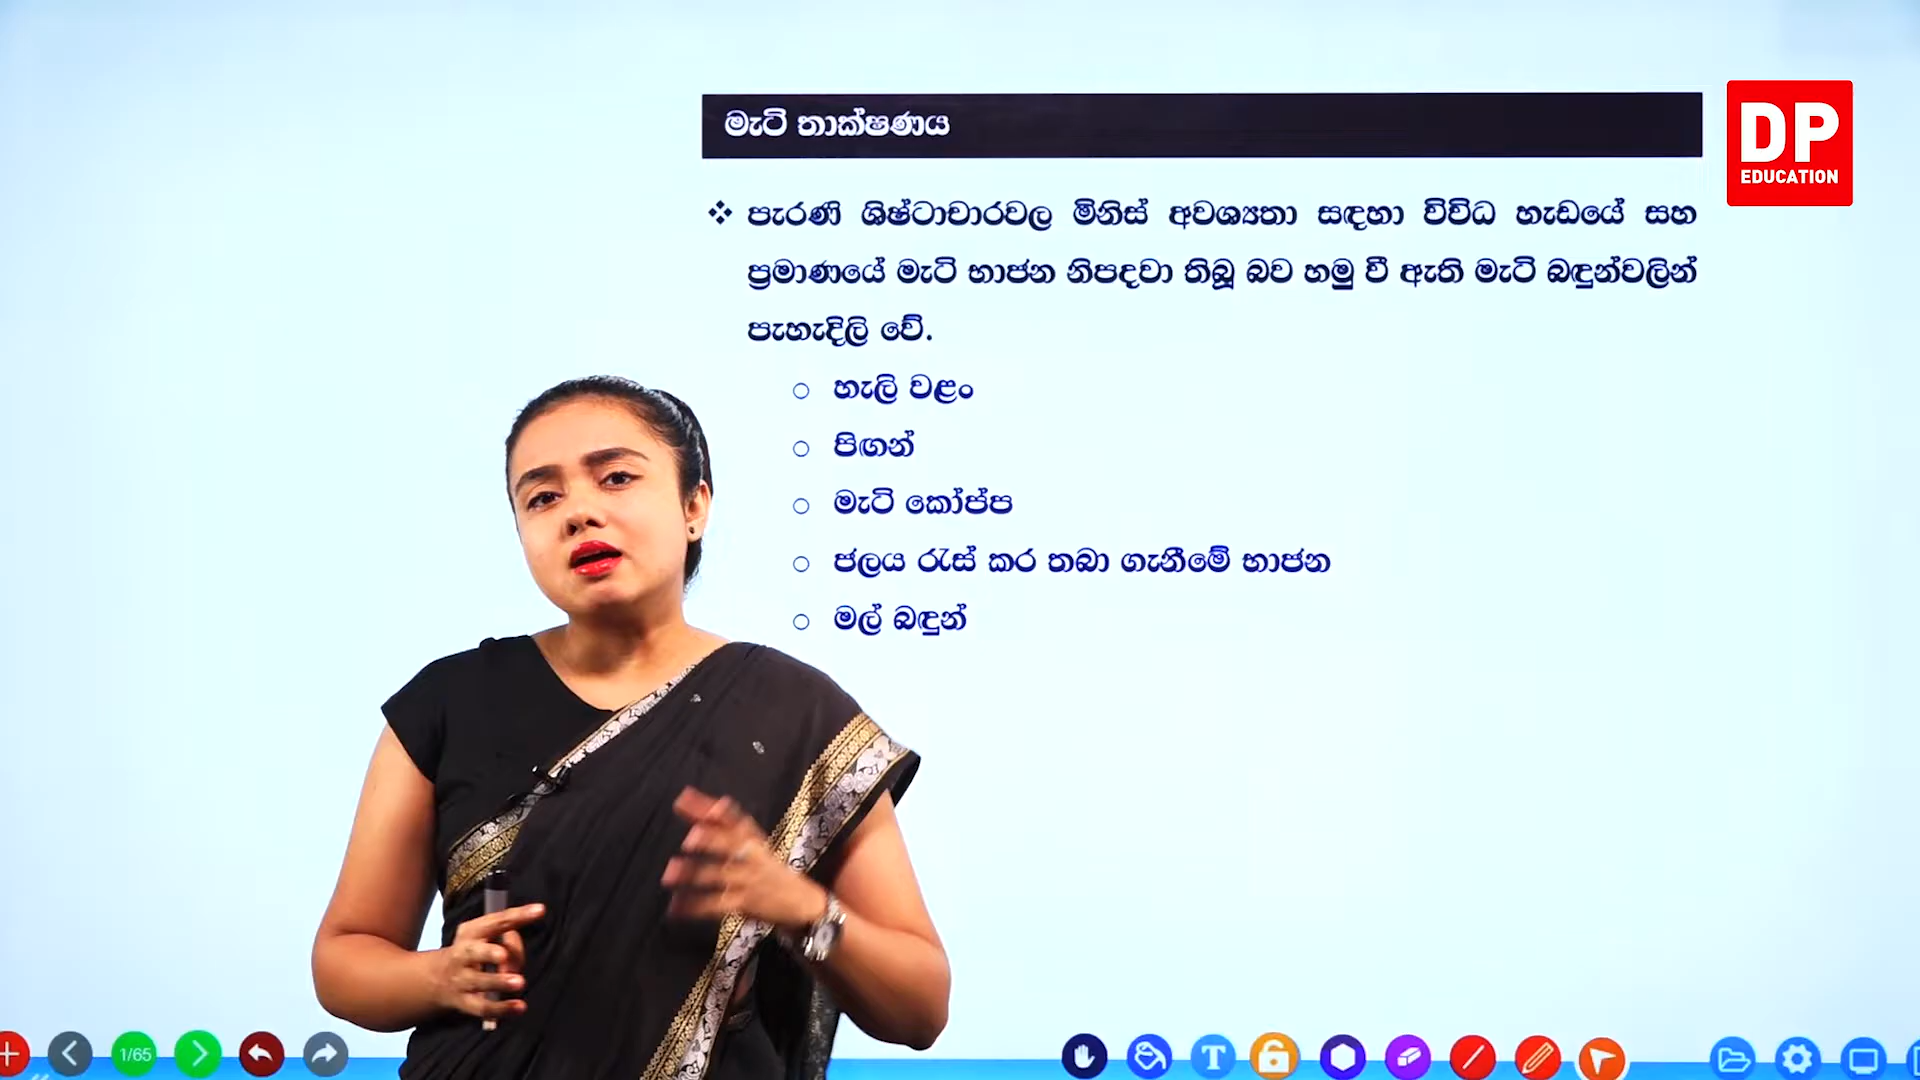 මැටි තාක්ෂණය
DP
EDUCATION
❖ පැරණි ශිෂ්ටාචාරවල මිනිස් අවශ්‍යතා සඳහා විවිධ හැඩයේ සහ
ප්‍රමාණයේ මැටි භාජන නිපදවා තිබූ බව හමු වී ඇති මැටි බඳුන්වලින්
පැහැදිලි වේ.
○ හැලි වළං
○ පිඟන්
○ මැටි කෝප්ප
○ ජලය රැස් කර තබා ගැනීමේ භාජන
○ මල් බඳුන්
1/65
T